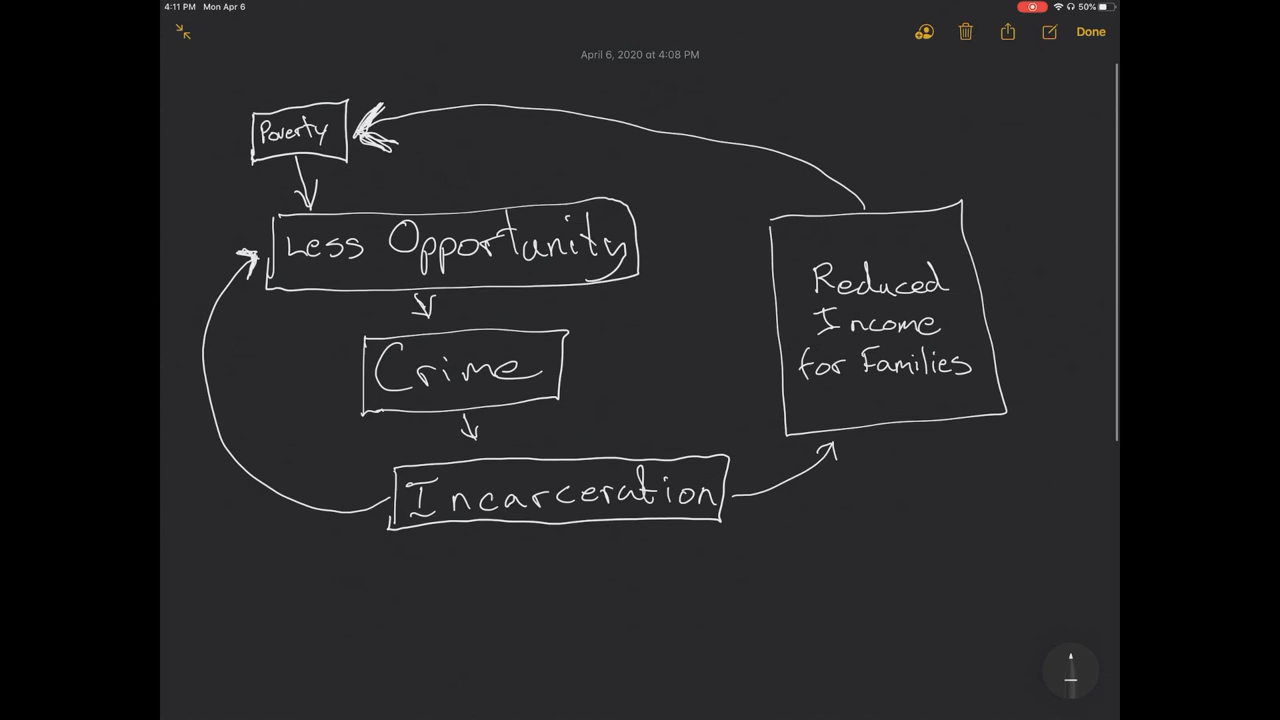 4:11 PM Mon Apr 6
50%
Done
April 6, 2020 at 4:08 PM
Poverty
Less Opportunity
Crime
Incarceration
Reduced
Income
for Families